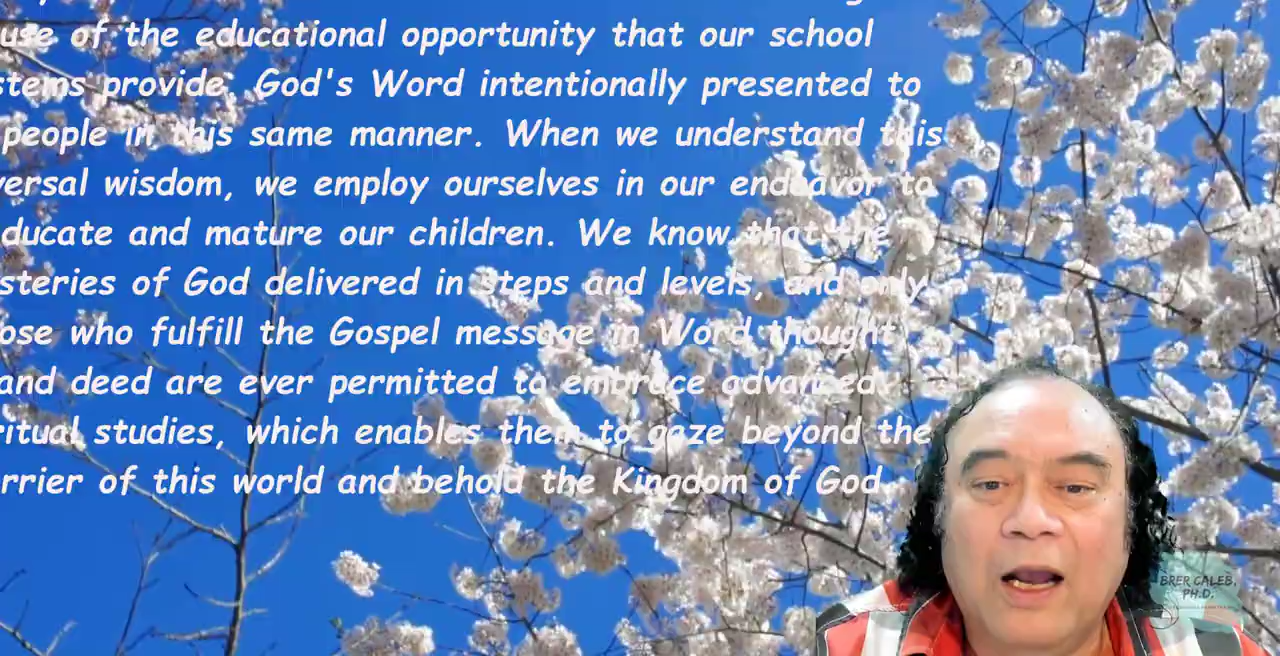 use of the educational opportunity that our school
stems provide. God's Word intentionally presented to
people in this same manner. When we understand this
versal wisdom, we employ ourselves in our endeavor to
ducate and mature our children. We know that the
steries of God delivered in steps and levels, and only
ose who fulfill the Gospel message in Word thought
and deed are ever permitted to embrace advanced
ritual studies, which enables them to gaze beyond the
rrier of this world and behold the Kingdom of God.
BRER CALEB,
PH.D.